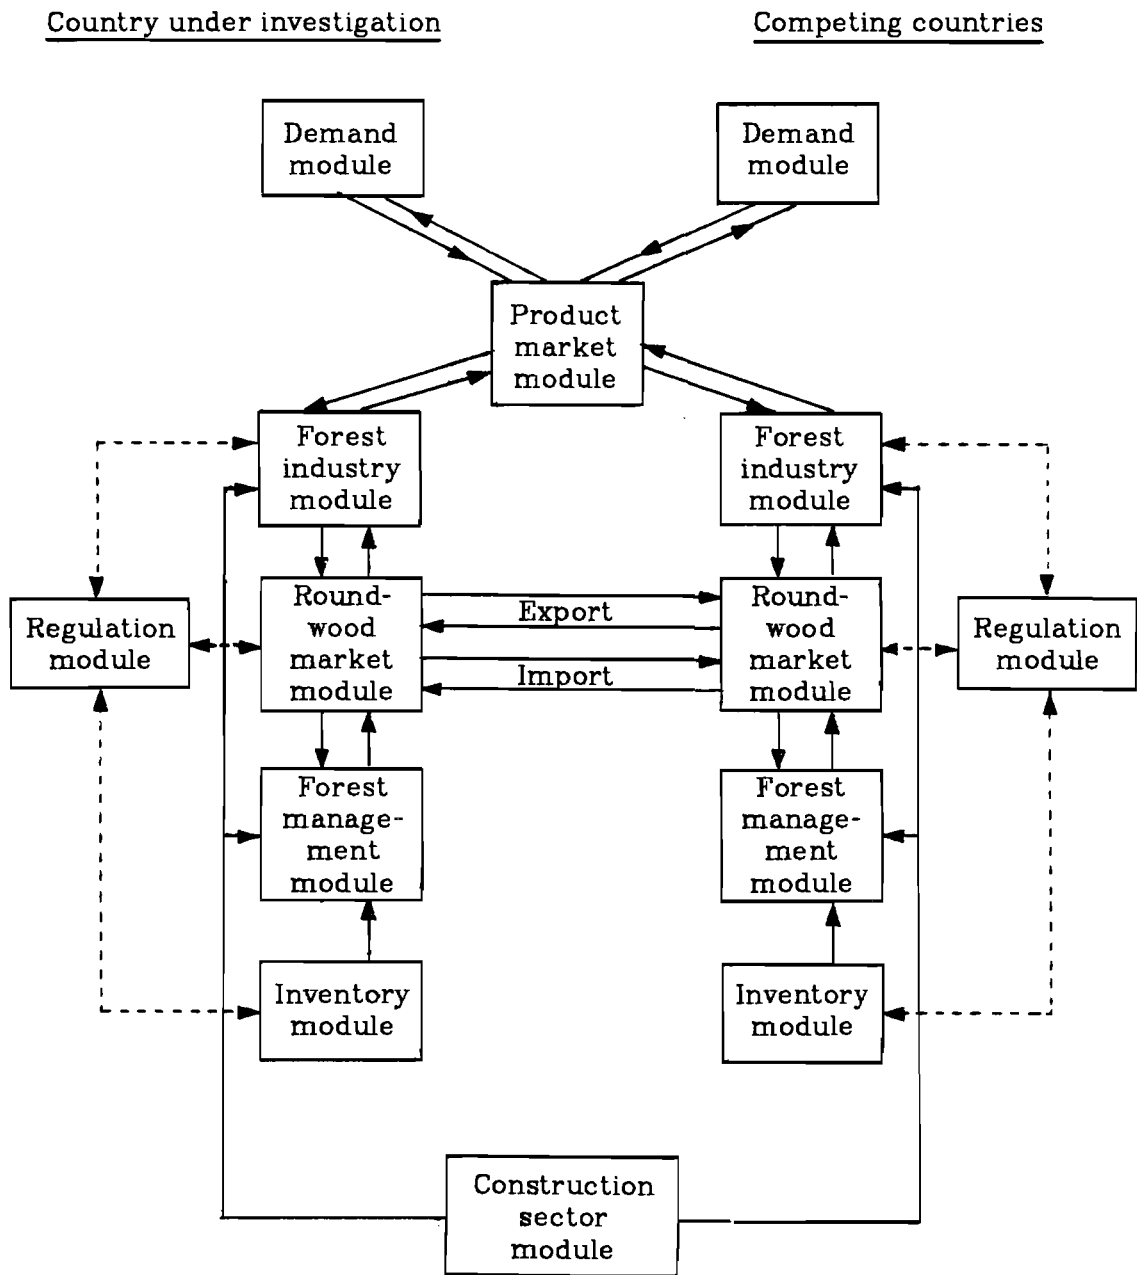 Country under investigation
Competing countries
Demand
module
Demand
module
Product
market
module
Forest
industry
module
Forest
industry
module
Regulation
module
Round-
wood
market
module
Export
Import
Round-
wood
market
module
Regulation
module
Forest
manage-
ment
module
Forest
manage-
ment
module
Inventory
module
Inventory
module
Construction
sector
module